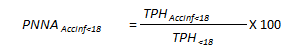 PNNA Accinf<18 = TPH Accinf<18 / TPH <18 X 100